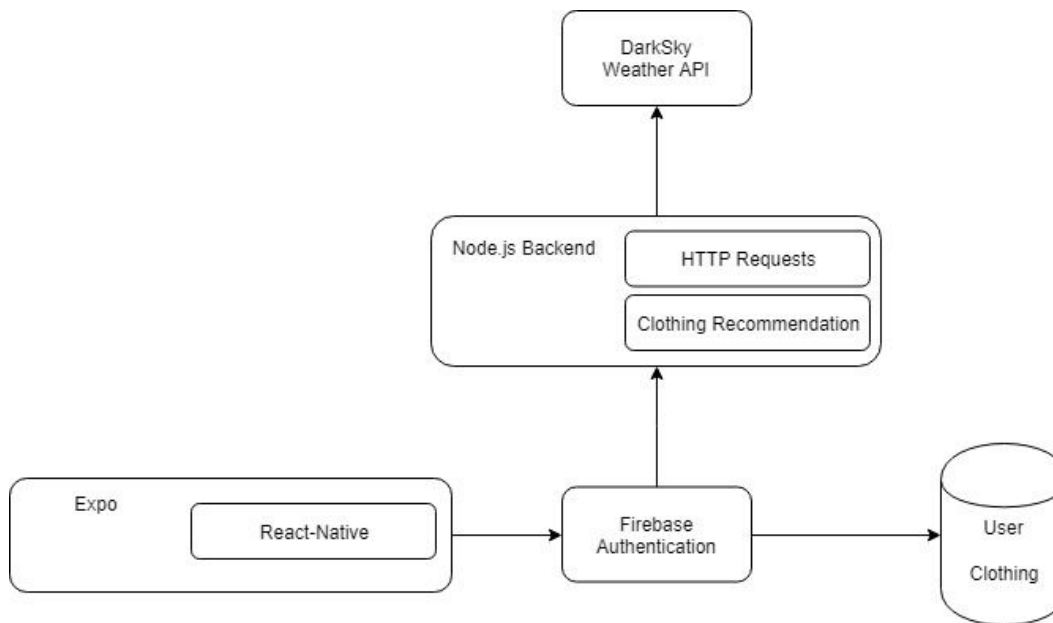 DarkSky
Weather API
Node.js Backend
HTTP Requests
Clothing Recommendation
Expo
React-Native
Firebase
Authentication
User
Clothing